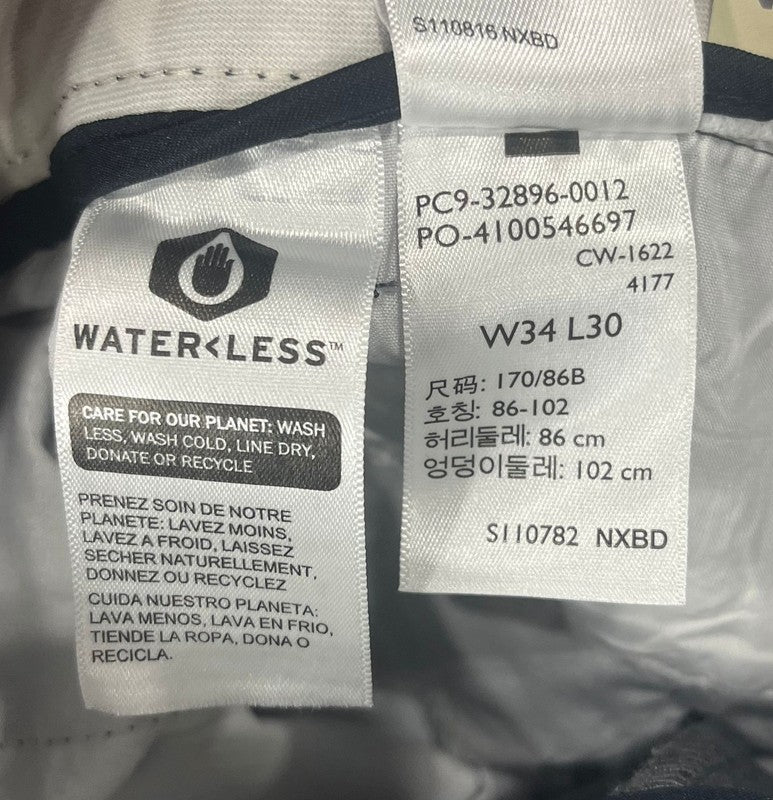 S110816 NXBD
WATER<LESS™
CARE FOR OUR PLANET: WASH
LESS, WASH COLD, LINE DRY,
DONATE OR RECYCLE
PRENEZ SOIN DE NOTRE
PLANETE: LAVEZ MOINS,
LAVEZ A FROID, LAISSEZ
SECHER NATURELLEMENT,
DONNEZ OU RECYCLEZ
CUIDA NUESTRO PLANETA:
LAVA MENOS, LAVA EN FRIO,
TIENDE LA ROPA, DONA O
RECICLA.
PC9-32896-0012
PO-4100546697
CW-1622
4177
W34 L30
尺码: 170/86B
호칭: 86-102
허리둘레: 86 cm
엉덩이둘레: 102 cm
S110782 NXBD